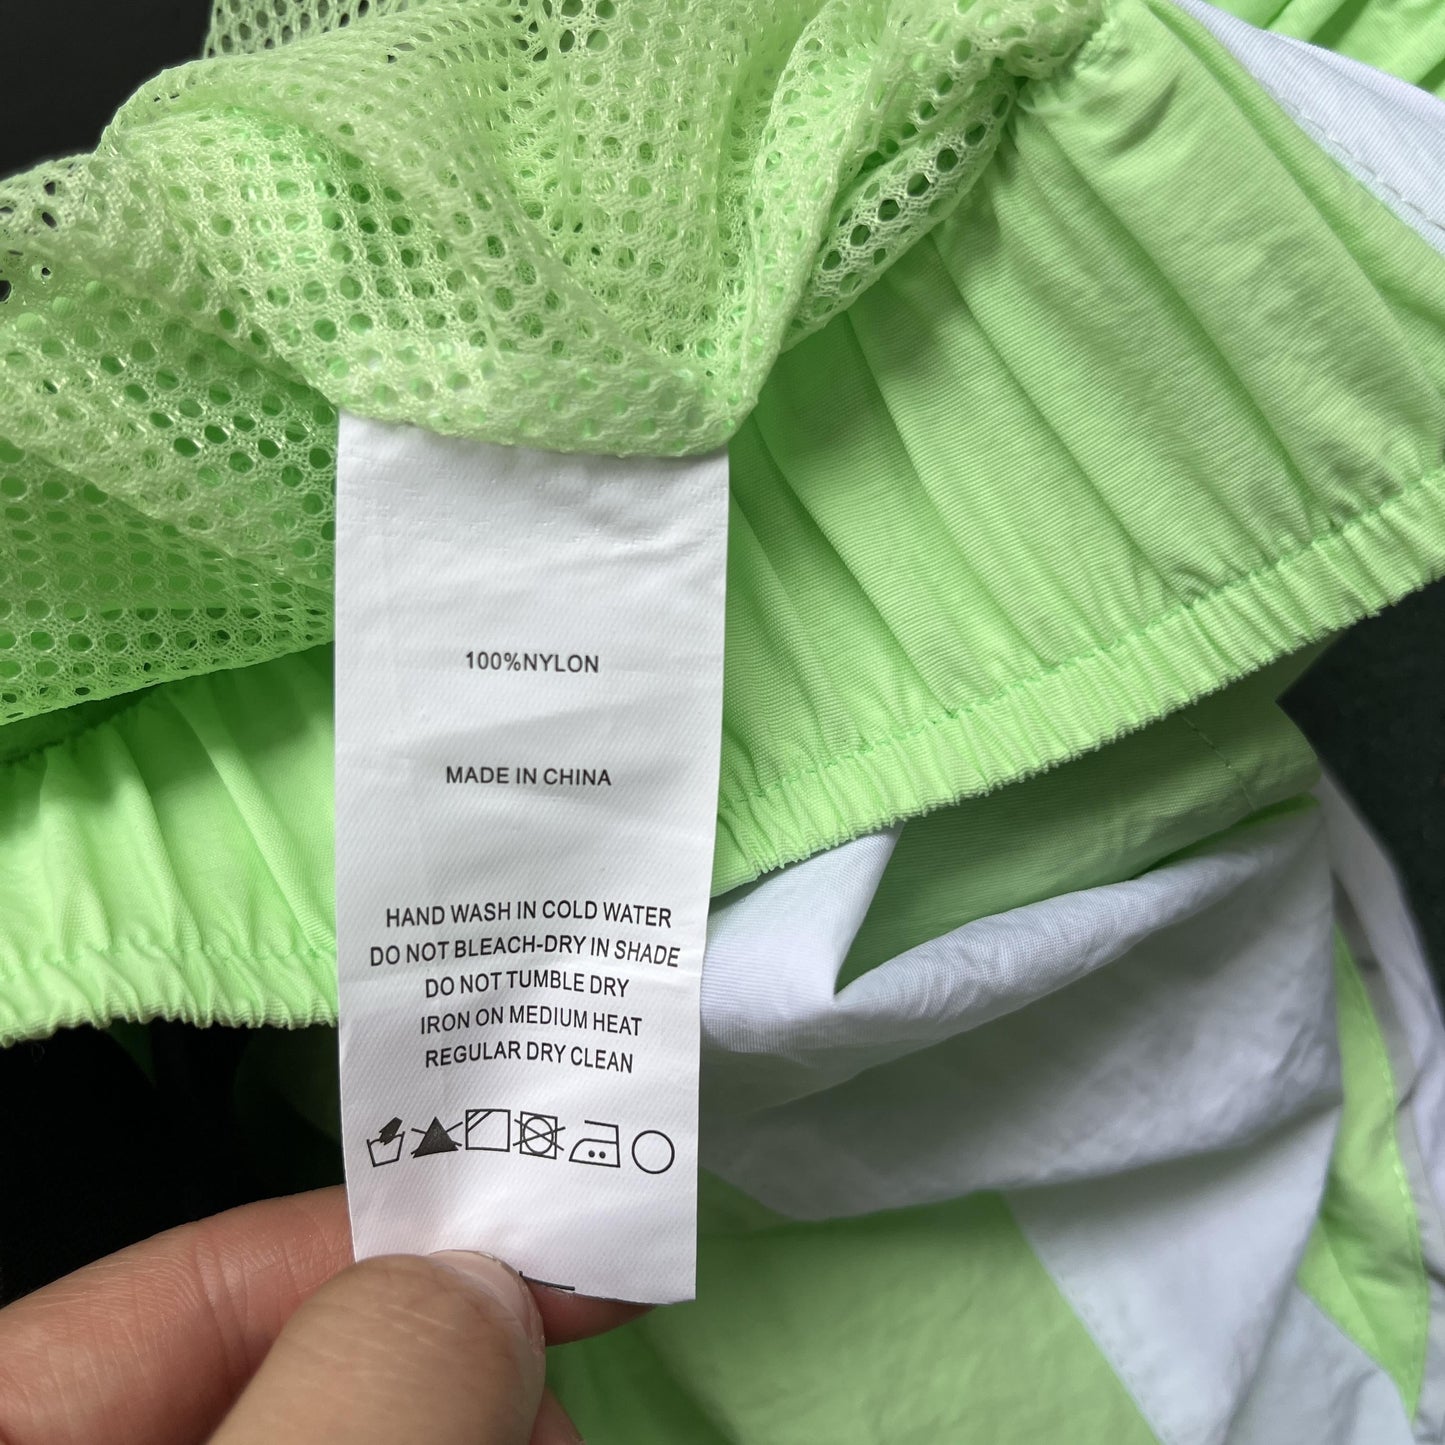 100%NYLON
MADE IN CHINA
HAND WASH IN COLD WATER
DO NOT BLEACH-DRY IN SHADE
DO NOT TUMBLE DRY
IRON ON MEDIUM HEAT
REGULAR DRY CLEAN